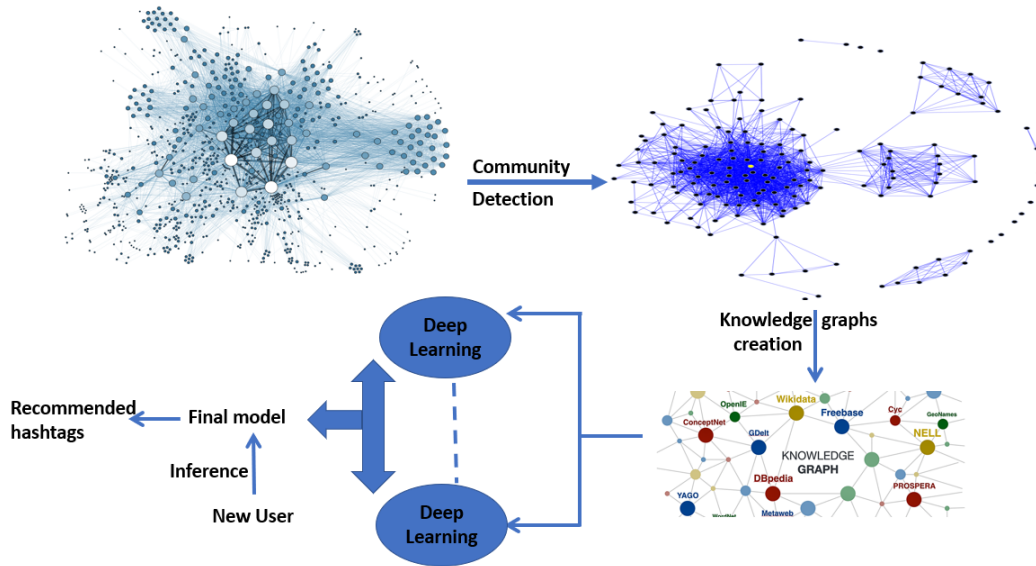 Community
Detection
Knowledge graphs
creation
Deep
Learning
Recommended
hashtags
Final model
Inference
New User
Deep
Learning
Wikidata
OpenIE
Freebase
Cyc
GeoNames
ConceptNet
GDelt
NELL
KNOWLEDGE
GRAPH
DBpedia
PROSPERA
YAGO
Metaweb